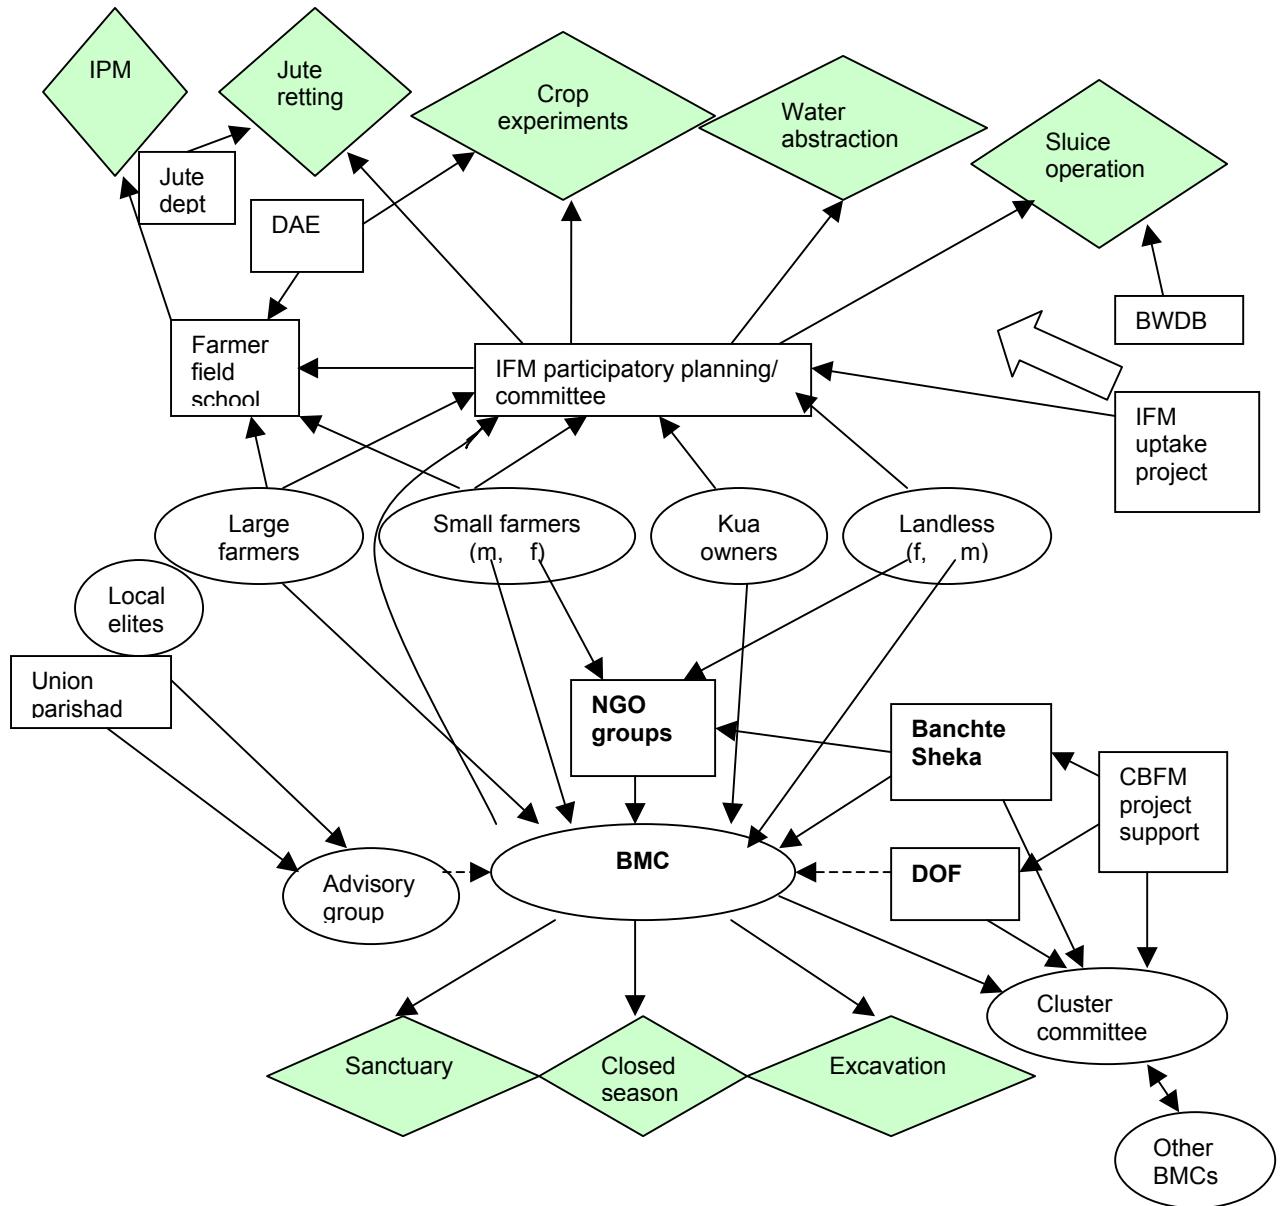 IPM
Jute
retting
Crop
experiments
Water
abstraction
Sluice
operation
Jute
dept
DAE
BWDB
Farmer
field
school
IFM participatory planning/
committee
IFM
uptake
project
Large
farmers
Small farmers
(m, f)
Kua
owners
Landless
(f, m)
Local
elites
Union
parishad
NGO
groups
Banchte
Sheka
CBFM
project
support
BMC
DOF
Advisory
group
Cluster
committee
Sanctuary
Closed
season
Excavation
Other
BMCs